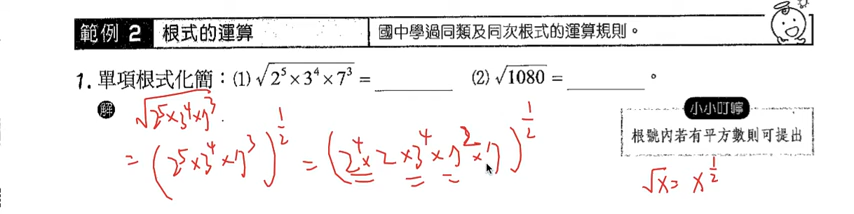 範例 2 根式的運算 國中學過同類及同次根式的運算規則。
1. 單項根式化簡：(1) √(2⁵×3⁴×7³) = ______ (2) √1080 = ______ 。
解 √(2⁵×3⁴×7³)
= (2⁵×3⁴×7³)^(1/2) = (2⁴×2×3⁴×7²×7)^(1/2)
小小叮嚀
根號內若有平方數則可提出
√x = x^(1/2)